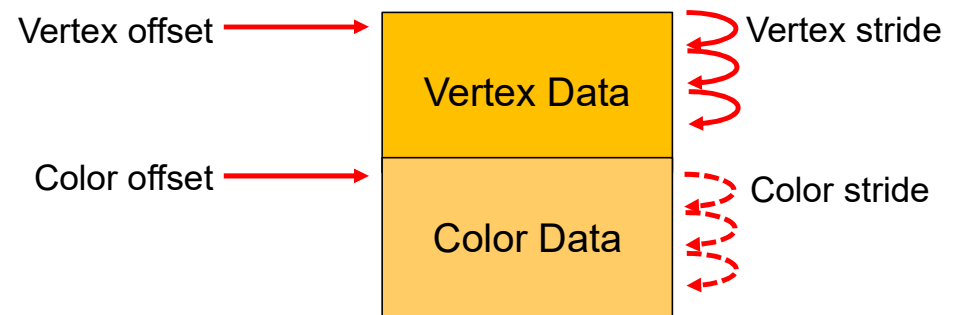 Vertex offset
Vertex stride
Vertex Data
Color offset
Color stride
Color Data